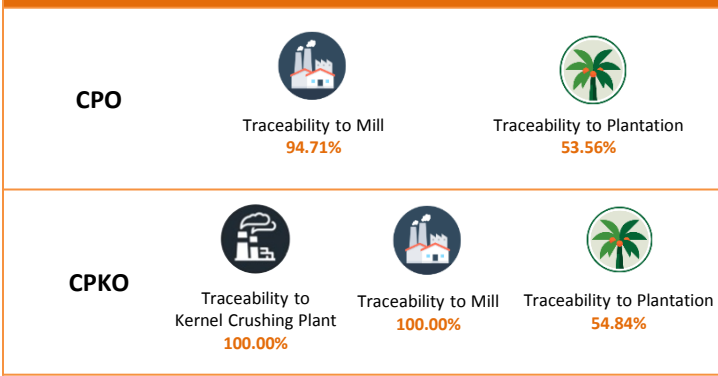 CPO
Traceability to Mill
94.71%
Traceability to Plantation
53.56%
CPKO
Traceability to
Kernel Crushing Plant
100.00%
Traceability to Mill
100.00%
Traceability to Plantation
54.84%